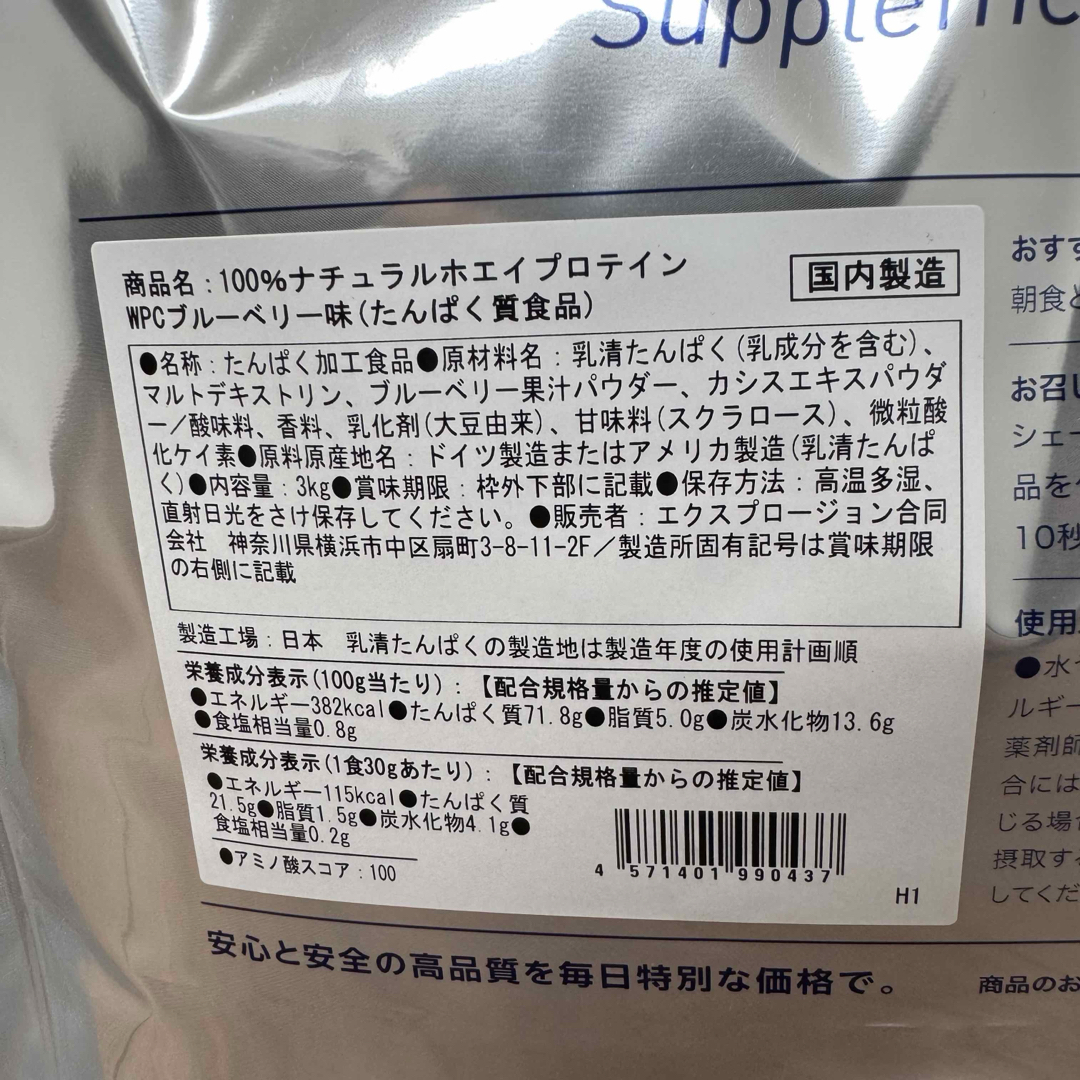 商品名：100%ナチュラルホエイプロテイン
WPCブルーベリー味(たんぱく質食品)
国内製造
●名称：たんぱく加工食品●原材料名：乳清たんぱく(乳成分を含む)、
マルトデキストリン、ブルーベリー果汁パウダー、カシスエキスパウダ
ー／酸味料、香料、乳化剤(大豆由来)、甘味料(スクラロース)、微粒酸
化ケイ素●原料原産地名：ドイツ製造またはアメリカ製造(乳清たんぱ
く)●内容量：3kg●賞味期限：枠外下部に記載●保存方法：高温多湿、
直射日光をさけ保存してください。●販売者：エクスプロージョン合同
会社　神奈川県横浜市中区扇町3-8-11-2F／製造所固有記号は賞味期限
の右側に記載
製造工場：日本　乳清たんぱくの製造地は製造年度の使用計画順
栄養成分表示(100g当たり)：【配合規格量からの推定値】
●エネルギー382kcal●たんぱく質71.8g●脂質5.0g●炭水化物13.6g
●食塩相当量0.8g
栄養成分表示(1食30gあたり)：【配合規格量からの推定値】
●エネルギー115kcal●たんぱく質
21.5g●脂質1.5g●炭水化物4.1g●
食塩相当量0.2g
●アミノ酸スコア：100
4 571401 990437
H1
安心と安全の高品質を毎日特別な価格で。
おすす
朝食と
お召し
シェー
品を
10秒
使用
●水
ルギー
薬剤師
合には
じる場
摂取す
してくだ
商品のお